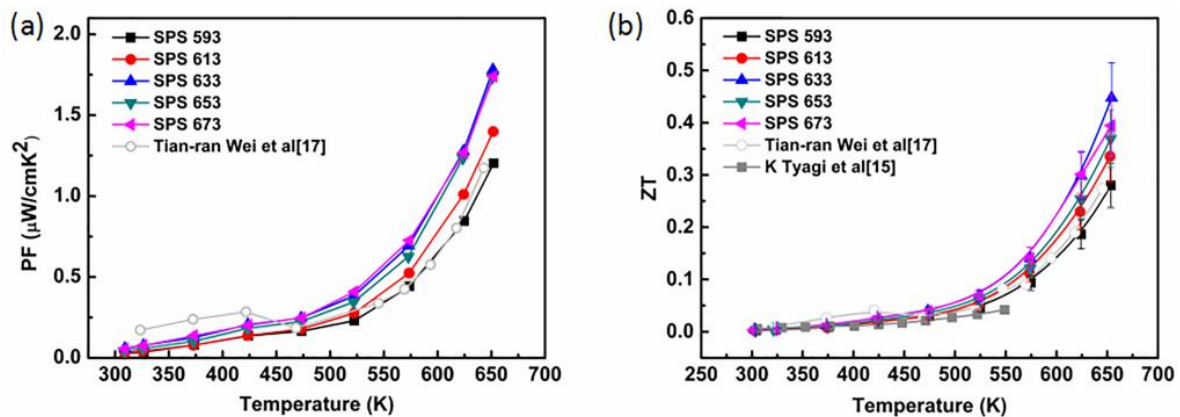 (a)
2.0
1.5
1.0
0.5
0.0
PF (μW/cmK²)
SPS 593
SPS 613
SPS 633
SPS 653
SPS 673
Tian-ran Wei et al[17]
300 350 400 450 500 550 600 650 700
Temperature (K)
(b)
0.6
0.5
0.4
0.3
0.2
0.1
0.0
ZT
SPS 593
SPS 613
SPS 633
SPS 653
SPS 673
Tian-ran Wei et al[17]
K Tyagi et al[15]
250 300 350 400 450 500 550 600 650 700
Temperature (K)